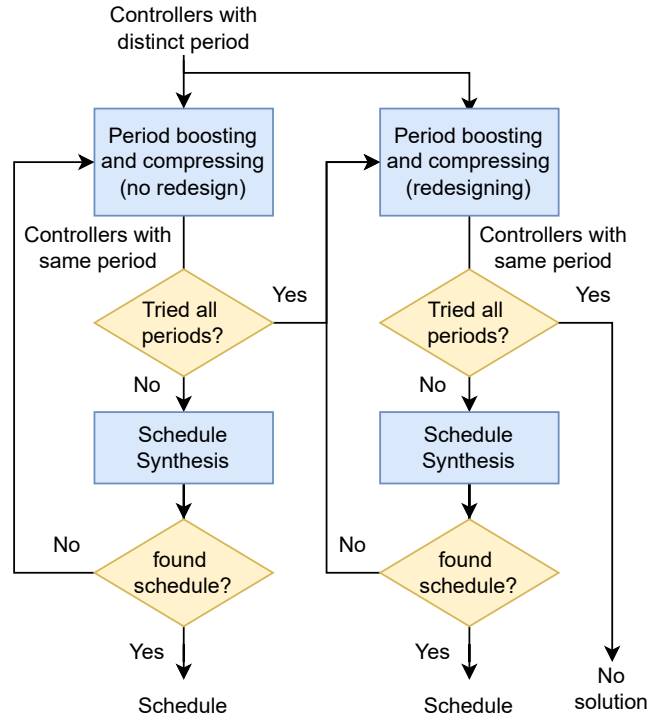 Controllers with
distinct period
Period boosting
and compressing
(no redesign)
Period boosting
and compressing
(redesigning)
Controllers with
same period
Controllers with
same period
Tried all
periods?
Yes
Tried all
periods?
Yes
No
No
Schedule
Synthesis
Schedule
Synthesis
No
found
schedule?
No
found
schedule?
Yes
Yes
Schedule
Schedule
No
solution